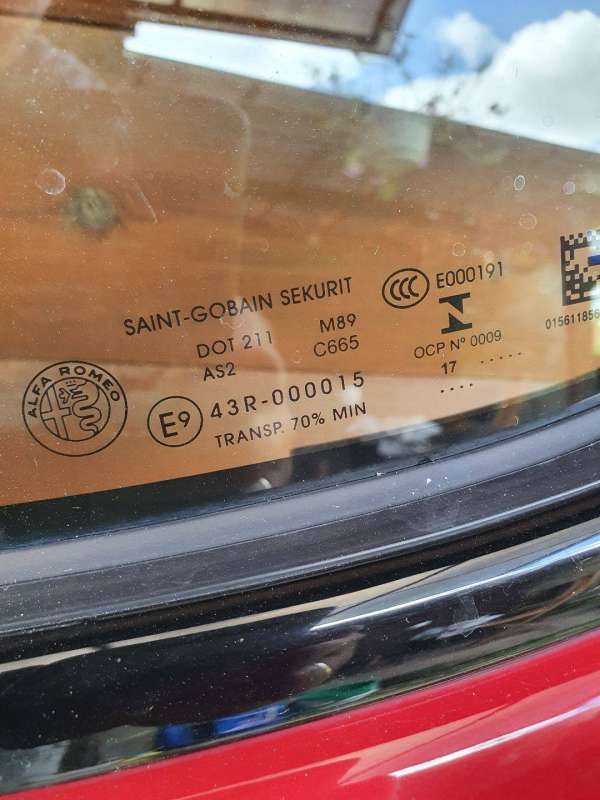 SAINT-GOBAIN SEKURIT
DOT 211 M89
AS2 C665
ALFA ROMEO
E9 43R-000015
TRANSP. 70% MIN
CCC E000191
N
OCP Nº 0009
17 ......
....
01561185